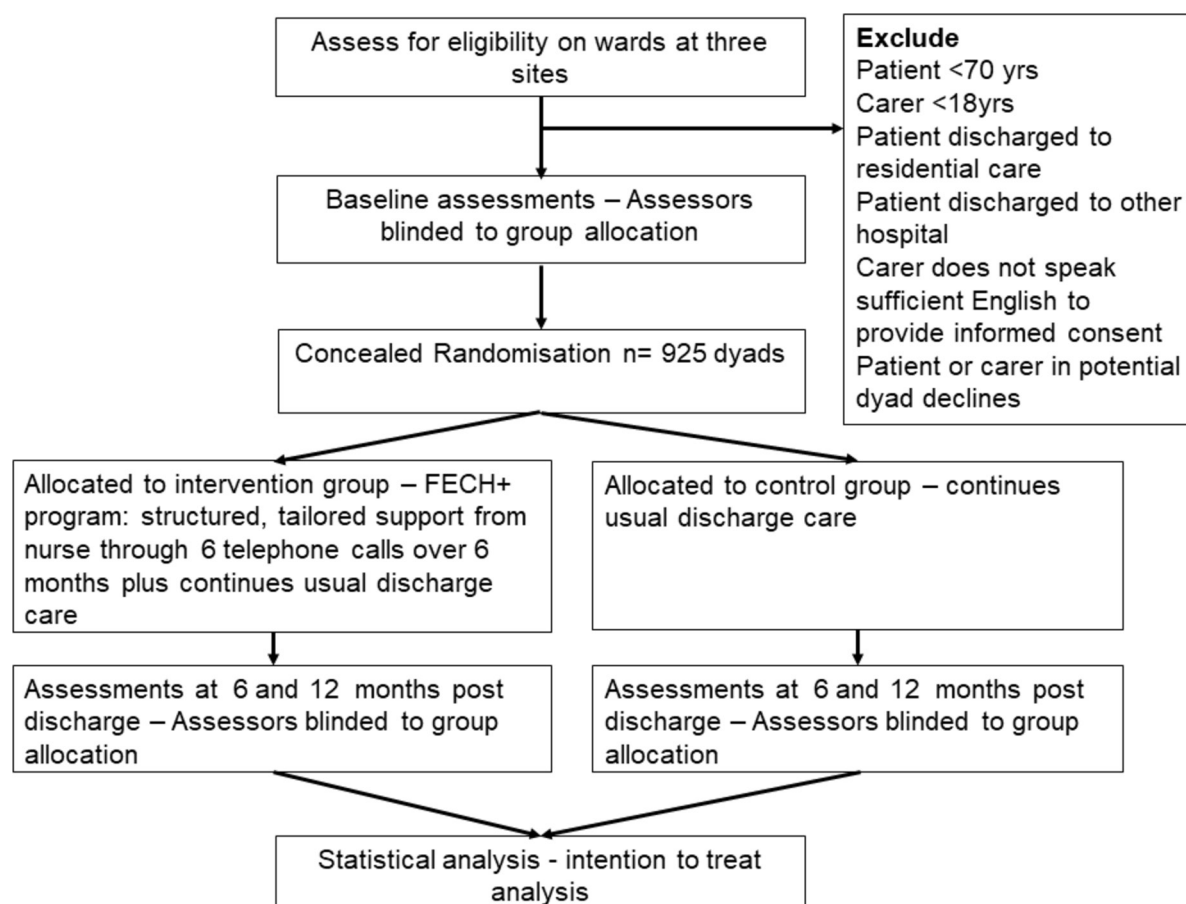 Assess for eligibility on wards at three
sites
Exclude
Patient <70 yrs
Carer <18yrs
Patient discharged to
residential care
Patient discharged to other
hospital
Carer does not speak
sufficient English to
provide informed consent
Patient or carer in potential
dyad declines
Baseline assessments – Assessors
blinded to group allocation
Concealed Randomisation n= 925 dyads
Allocated to intervention group – FECH+
program: structured, tailored support from
nurse through 6 telephone calls over 6
months plus continues usual discharge
care
Allocated to control group – continues
usual discharge care
Assessments at 6 and 12 months post
discharge – Assessors blinded to group
allocation
Assessments at 6 and 12 months post
discharge – Assessors blinded to group
allocation
Statistical analysis - intention to treat
analysis